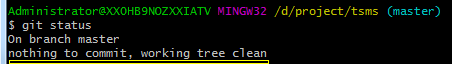 Administrator@XXOHB9NOZXXIATV MINGW32 /d/project/tsms (master)
$ git status
On branch master
nothing to commit, working tree clean